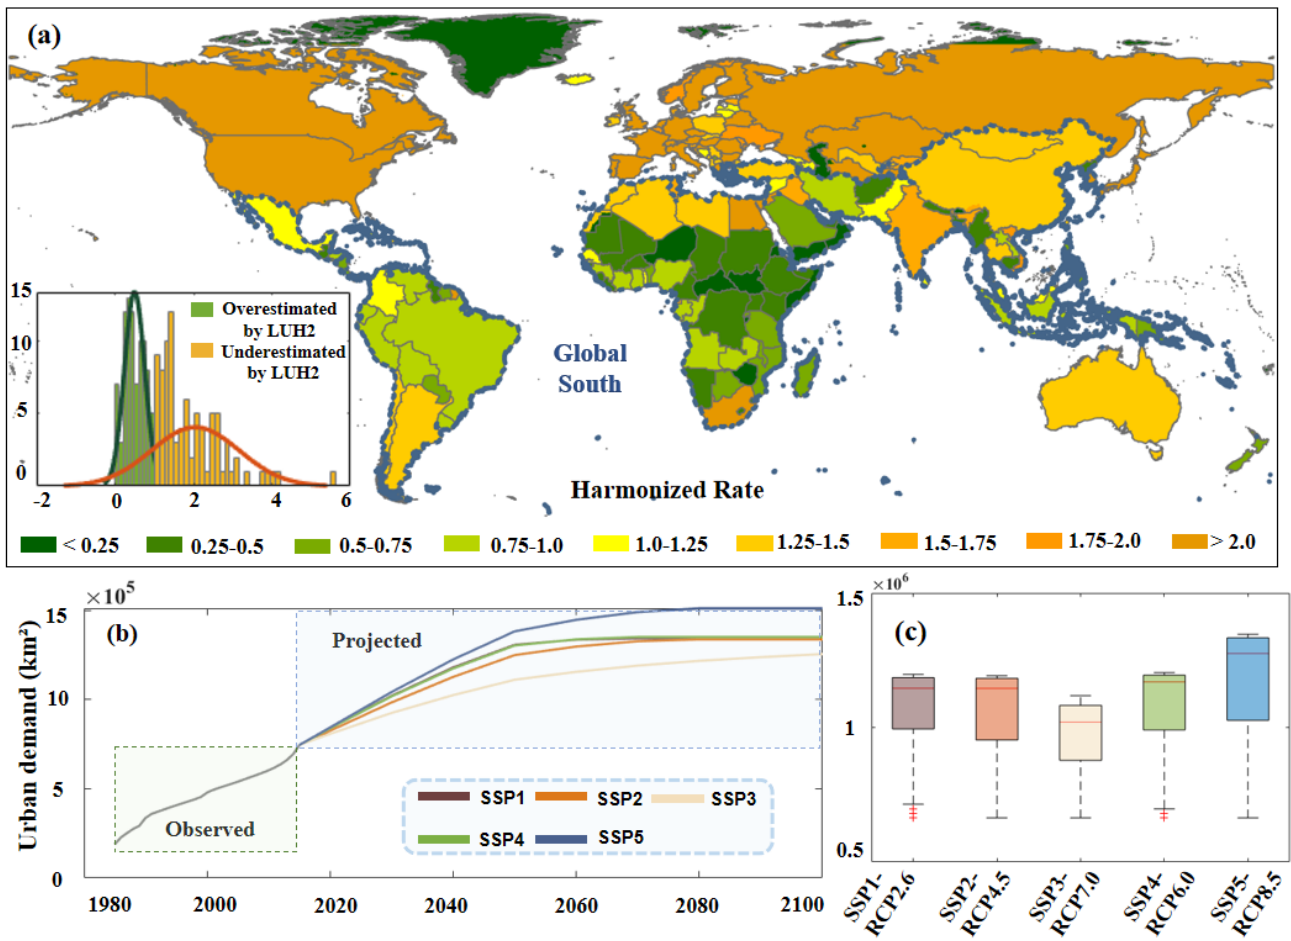 (a)
Global
South
15
10
5
0
-2 0 2 4 6
Overestimated
by LUH2
Underestimated
by LUH2
Harmonized Rate
< 0.25 0.25-0.5 0.5-0.75 0.75-1.0 1.0-1.25 1.25-1.5 1.5-1.75 1.75-2.0 > 2.0
×10⁵
(b)
Urban demand (km²)
15
10
5
0
Projected
Observed
SSP1 SSP2 SSP3
SSP4 SSP5
1980 2000 2020 2040 2060 2080 2100
×10⁶
(c)
1.5
1
0.5
SSP1-
RCP2.6
SSP2-
RCP4.5
SSP3-
RCP7.0
SSP4-
RCP6.0
SSP5-
RCP8.5